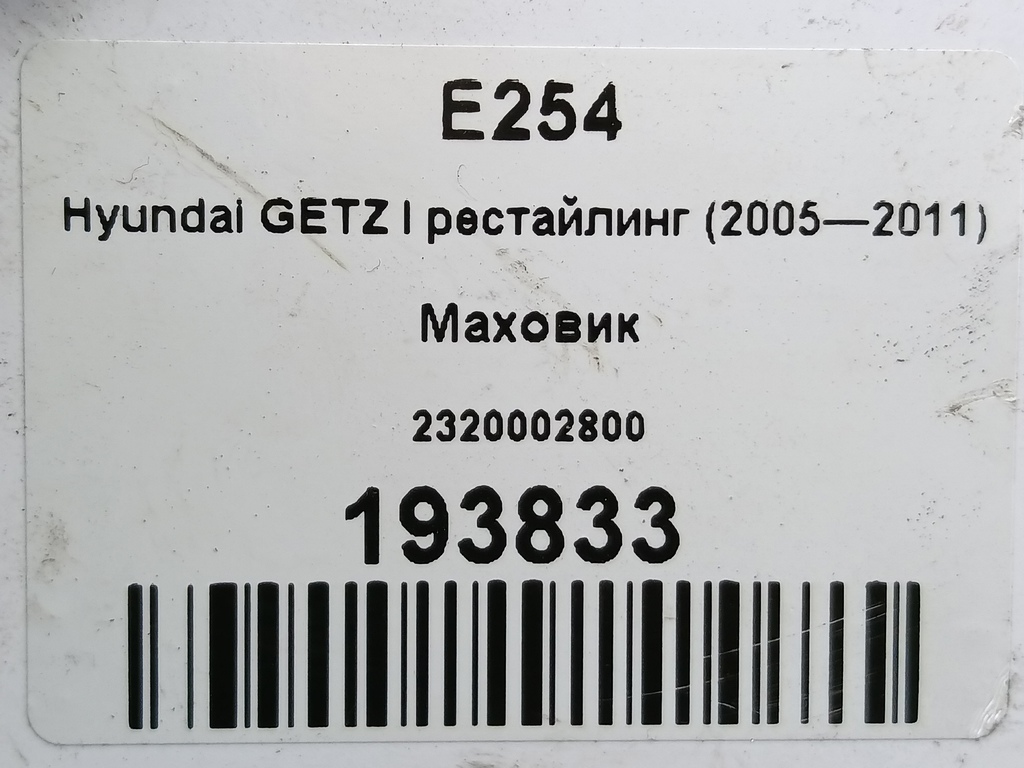 E254
Hyundai GETZ I рестайлинг (2005—2011)
Маховик
2320002800
193833